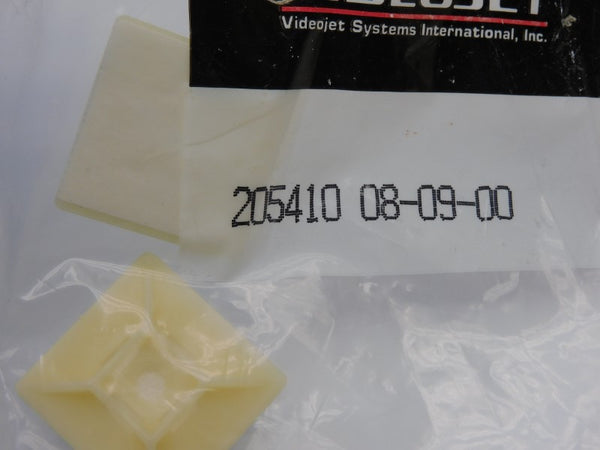 Videojet Systems International, Inc.
205410 08-09-00